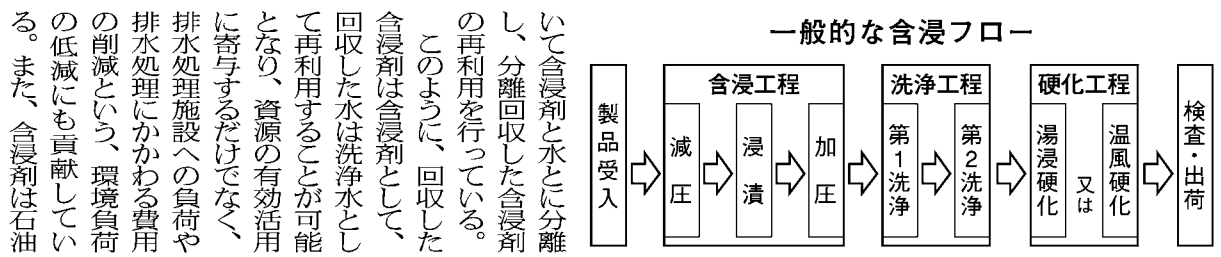 いて含浸剤と水とに分離
し、分離回収した含浸剤
の再利用を行っている。
このように、回収した
含浸剤は含浸剤として、
回収した水は洗浄水とし
て再利用することが可能
となり、資源の有効活用
に寄与するだけでなく、
排水処理施設への負荷や
排水処理にかかわる費用
の削減という、環境負荷
の低減にも貢献してい
る。また、含浸剤は石油
一般的な含浸フロー
製品受入
含浸工程
減圧
浸漬
加圧
洗浄工程
第1洗浄
第2洗浄
硬化工程
湯浸硬化
又は
温風硬化
検査・出荷